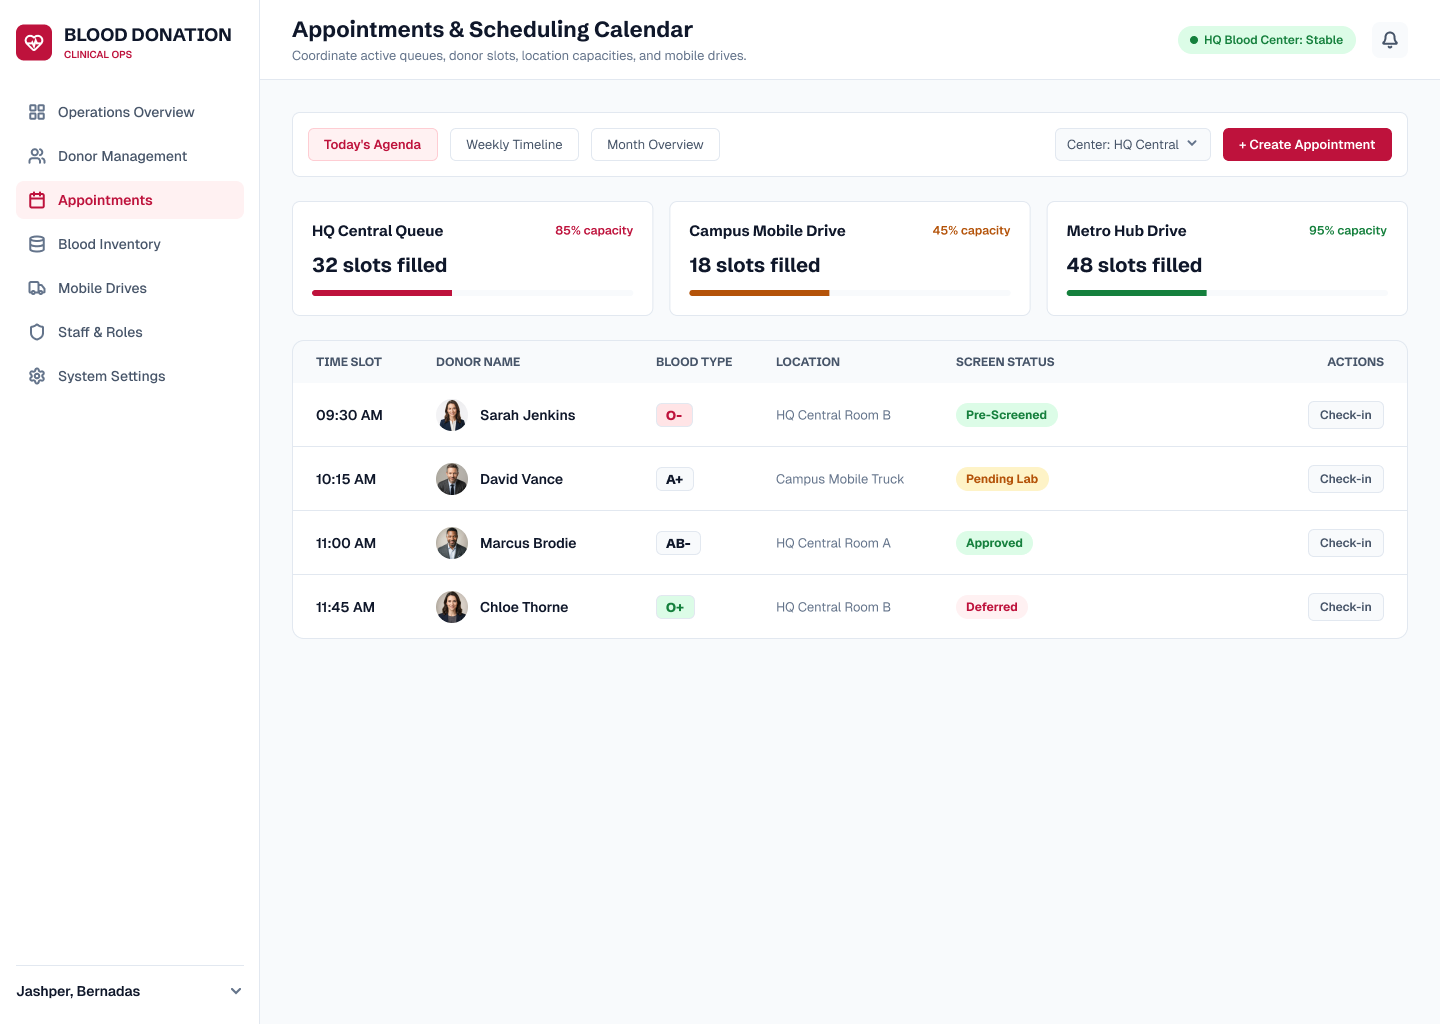 BLOOD DONATION
CLINICAL OPS
Operations Overview
Donor Management
Appointments
Blood Inventory
Mobile Drives
Staff & Roles
System Settings
Jashper, Bernadas
Appointments & Scheduling Calendar
Coordinate active queues, donor slots, location capacities, and mobile drives.
HQ Blood Center: Stable
Today's Agenda
Weekly Timeline
Month Overview
Center: HQ Central
+ Create Appointment
HQ Central Queue
85% capacity
32 slots filled
Campus Mobile Drive
45% capacity
18 slots filled
Metro Hub Drive
95% capacity
48 slots filled
TIME SLOT DONOR NAME BLOOD TYPE LOCATION SCREEN STATUS ACTIONS
09:30 AM Sarah Jenkins O- HQ Central Room B Pre-Screened Check-in
10:15 AM David Vance A+ Campus Mobile Truck Pending Lab Check-in
11:00 AM Marcus Brodie AB- HQ Central Room A Approved Check-in
11:45 AM Chloe Thorne O+ HQ Central Room B Deferred Check-in